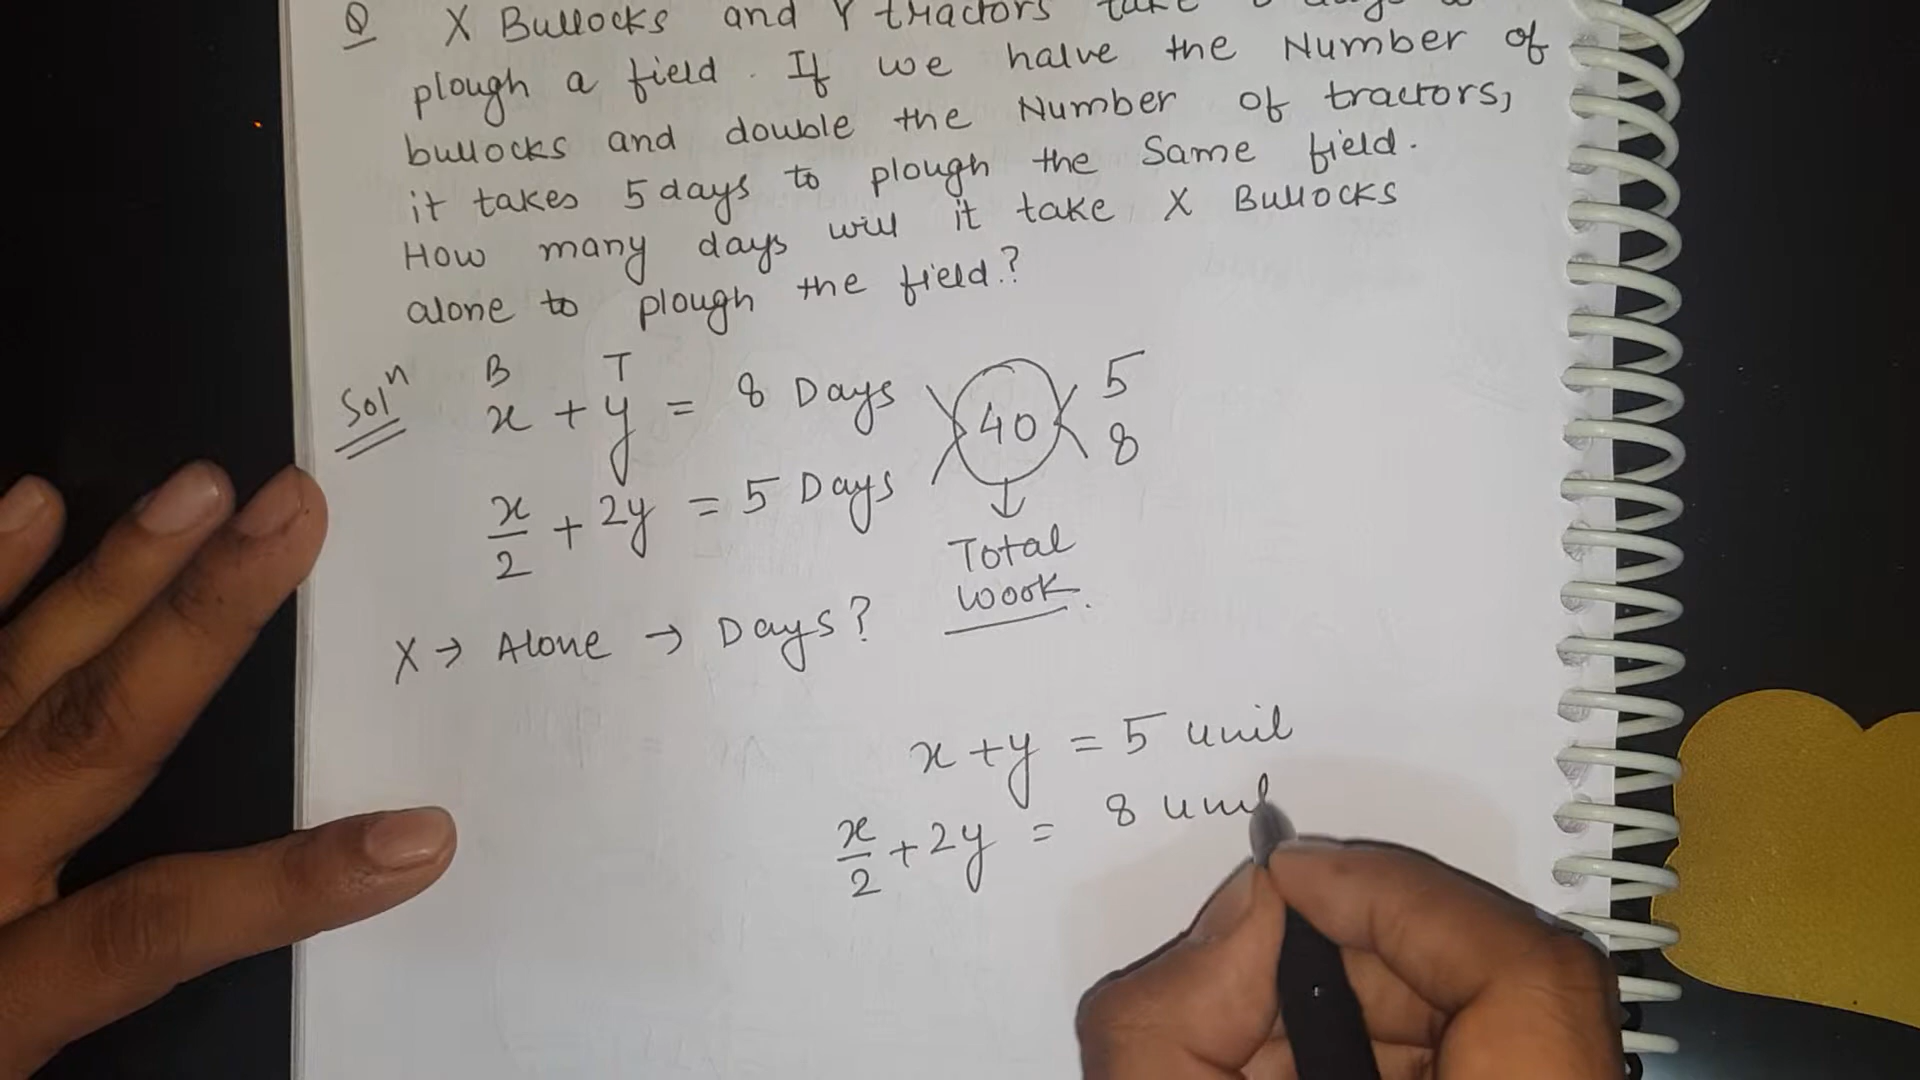 Q X Bullocks and Y tractors take days
plough a field. If we halve the Number of
bullocks and double the Number of tractors,
it takes 5 days to plough the Same field.
How many days will it take X Bullocks
alone to plough the field?
Solⁿ
B T
x + y = 8 Days
x/2 + 2y = 5 Days
40
5
8
↓
Total
Work.
X → Alone → Days?
x + y = 5 unit
x/2 + 2y = 8 unit